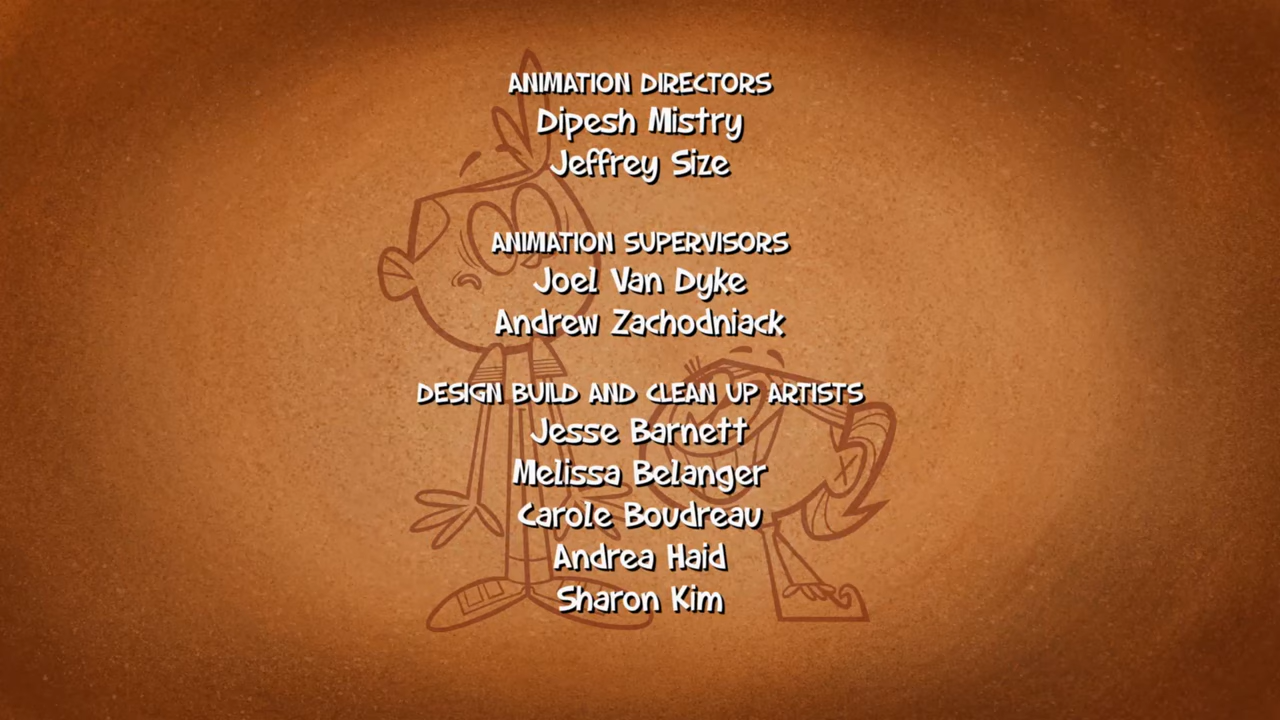 ANIMATION DIRECTORS
Dipesh Mistry
Jeffrey Size
ANIMATION SUPERVISORS
Joel Van Dyke
Andrew Zachodniack
DESIGN BUILD AND CLEAN UP ARTISTS
Jesse Barnett
Melissa Belanger
Carole Boudreau
Andrea Haid
Sharon Kim